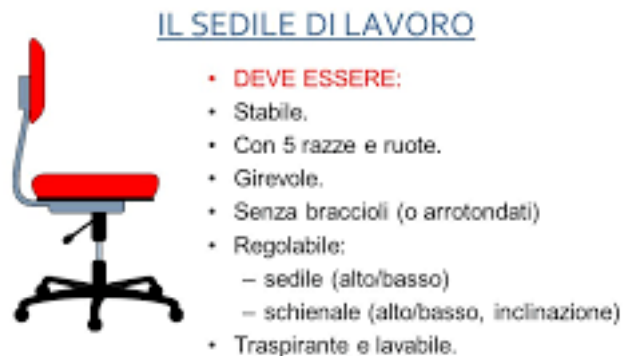 IL SEDILE DI LAVORO
• DEVE ESSERE:
• Stabile.
• Con 5 razze e ruote.
• Girevole.
• Senza braccioli (o arrotondati)
• Regolabile:
– sedile (alto/basso)
– schienale (alto/basso, inclinazione)
• Traspirante e lavabile.